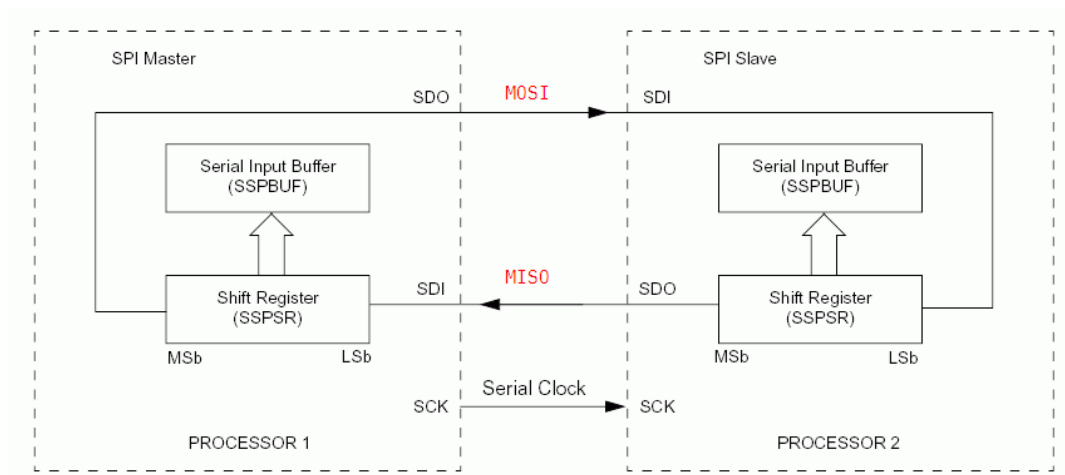 SPI Master
SPI Slave
SDO
MOSI
SDI
Serial Input Buffer
(SSPBUF)
Serial Input Buffer
(SSPBUF)
SDI
MISO
SDO
Shift Register
(SSPSR)
Shift Register
(SSPSR)
MSb
LSb
MSb
LSb
SCK
Serial Clock
SCK
PROCESSOR 1
PROCESSOR 2